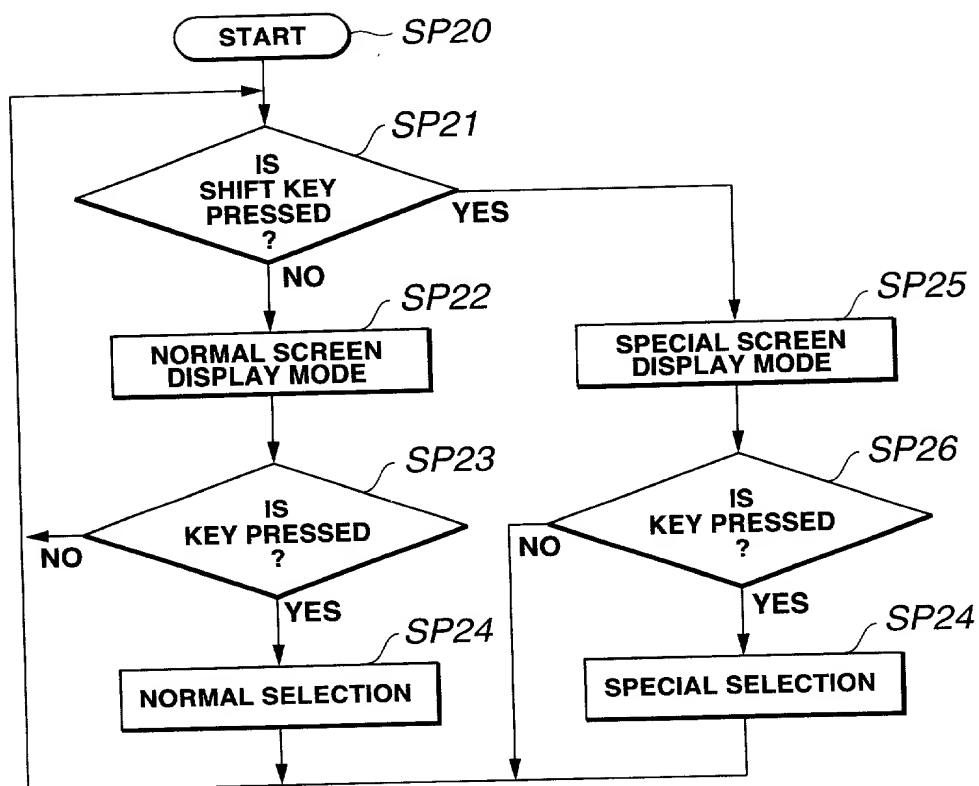 START
SP20
SP21
IS
SHIFT KEY
PRESSED
?
YES
NO
SP22
NORMAL SCREEN
DISPLAY MODE
SP25
SPECIAL SCREEN
DISPLAY MODE
SP23
IS
KEY PRESSED
?
NO
YES
SP26
IS
KEY PRESSED
?
NO
YES
SP24
NORMAL SELECTION
SP24
SPECIAL SELECTION